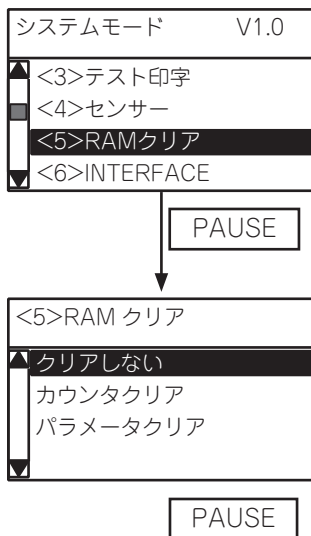 システムモード V1.0
<3>テスト印字
<4>センサー
<5>RAMクリア
<6>INTERFACE
PAUSE
<5>RAM クリア
クリアしない
カウンタクリア
パラメータクリア
PAUSE